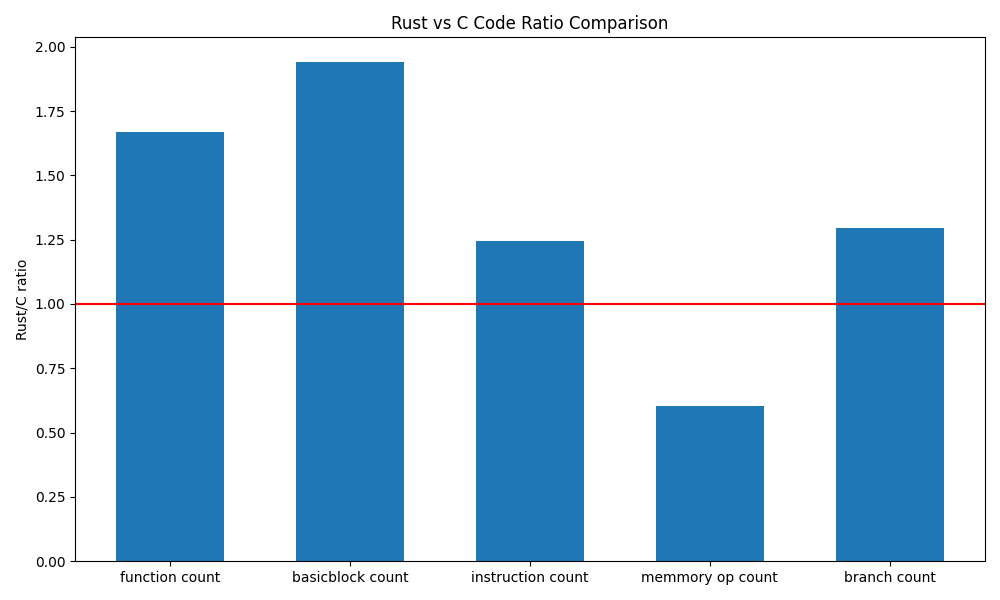 Rust vs C Code Ratio Comparison
2.00
1.75
1.50
1.25
1.00
0.75
0.50
0.25
0.00
Rust/C ratio
function count
basicblock count
instruction count
memmory op count
branch count